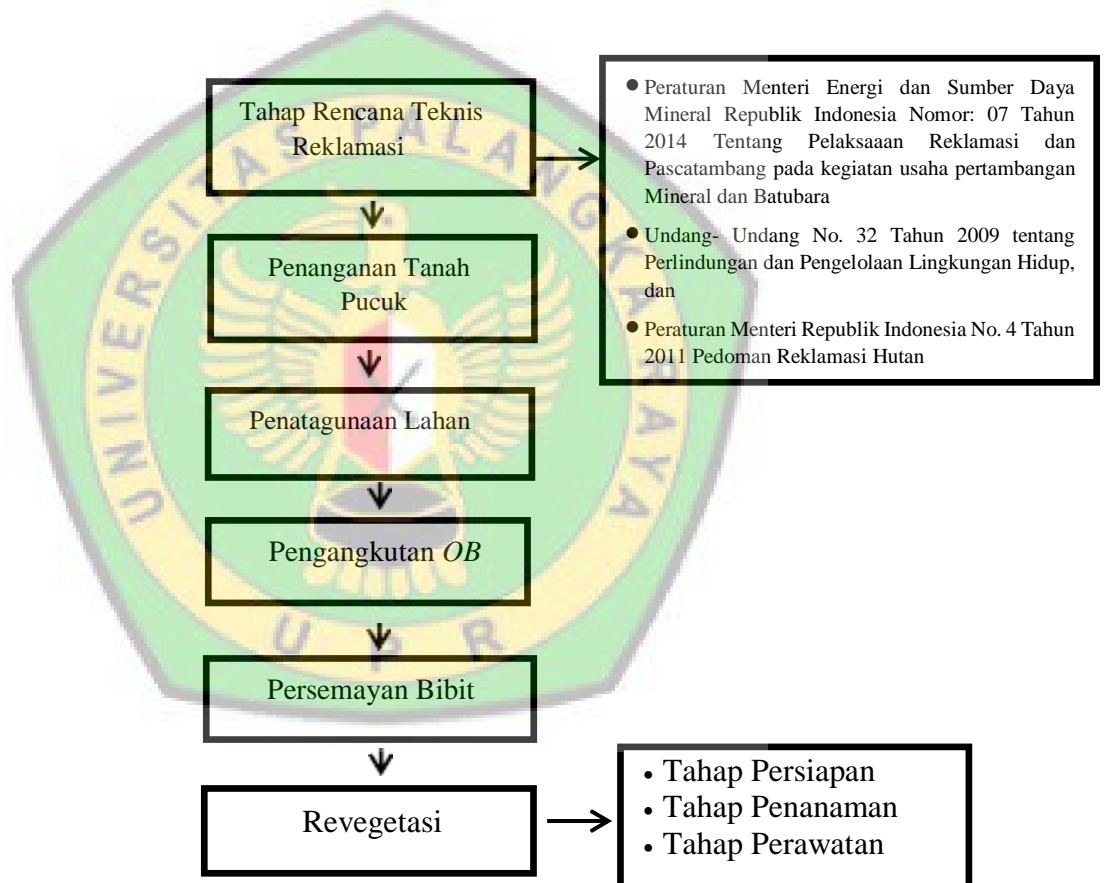 Tahap Rencana Teknis
Reklamasi
• Peraturan Menteri Energi dan Sumber Daya
Mineral Republik Indonesia Nomor: 07 Tahun
2014 Tentang Pelaksaaan Reklamasi dan
Pascatambang pada kegiatan usaha pertambangan
Mineral dan Batubara
• Undang- Undang No. 32 Tahun 2009 tentang
Perlindungan dan Pengelolaan Lingkungan Hidup,
dan
• Peraturan Menteri Republik Indonesia No. 4 Tahun
2011 Pedoman Reklamasi Hutan
Penanganan Tanah
Pucuk
Penatagunaan Lahan
Pengangkutan OB
Persemayan Bibit
Revegetasi
• Tahap Persiapan
• Tahap Penanaman
• Tahap Perawatan
UNIVERSITAS PALANGKARAYA
UPR